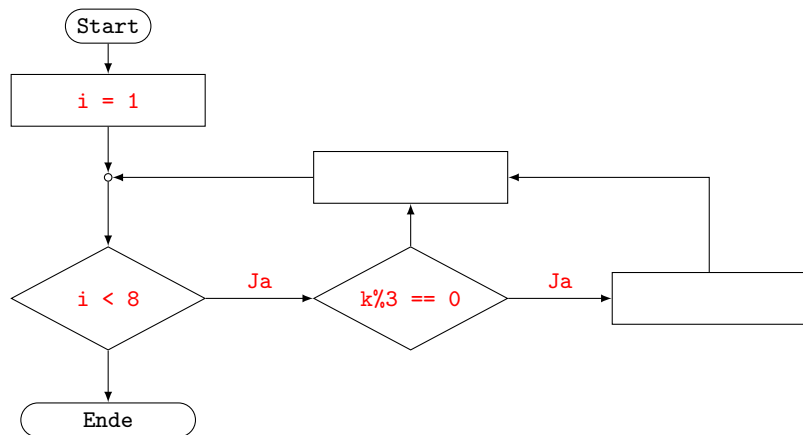 Start
i = 1
i < 8
Ja
k%3 == 0
Ja
Ende